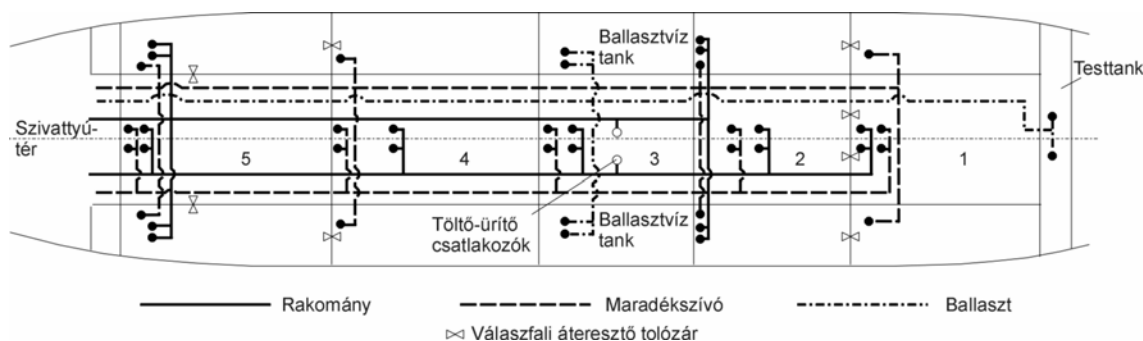 Ballasztvíz
tank
Testtank
Szivattyú-
tér
5
4
3
2
1
Töltő-ürítő
csatlakozók
Ballasztvíz
tank
Rakomány
Maradékszívó
Ballaszt
Válaszfali áteresztő tolózár